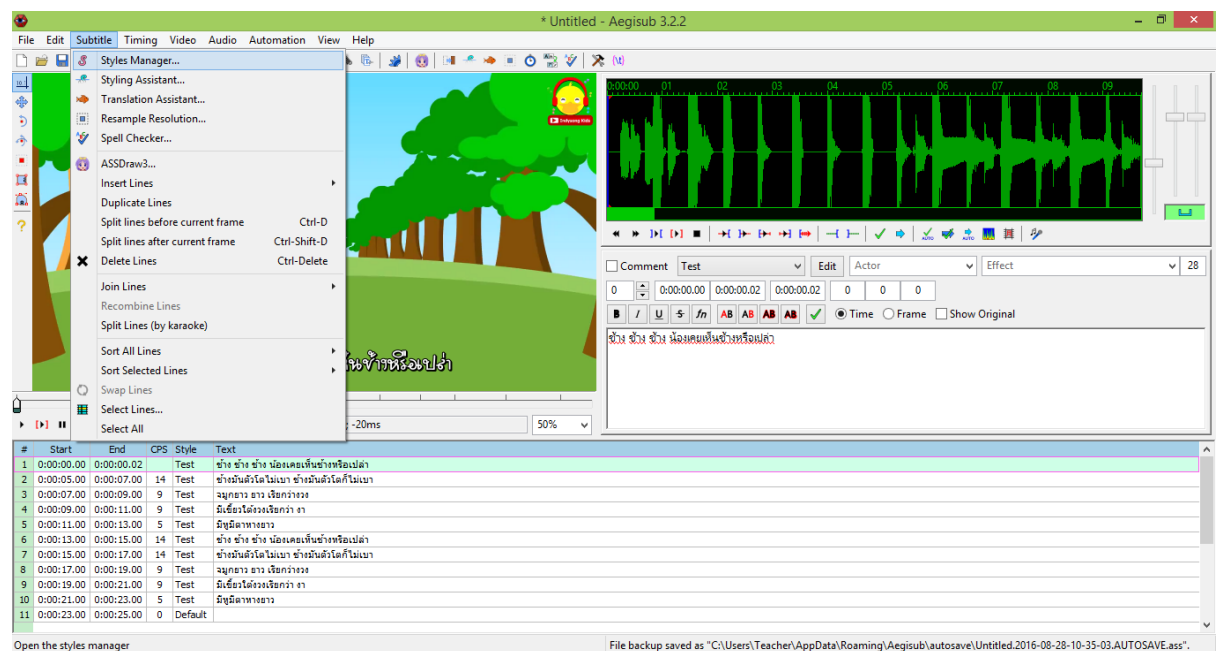 * Untitled - Aegisub 3.2.2
File Edit Subtitle Timing Video Audio Automation View Help
Styles Manager...
Styling Assistant...
Translation Assistant...
Resample Resolution...
Spell Checker...
ASSDraw3...
Insert Lines
Duplicate Lines
Split lines before current frame Ctrl-D
Split lines after current frame Ctrl-Shift-D
Delete Lines Ctrl-Delete
Join Lines
Recombine Lines
Split Lines (by karaoke)
Sort All Lines
Sort Selected Lines
Swap Lines
Select Lines...
Select All
นช้างหรือเปล่า
-20ms 50%
0:00:00 01 02 03 04 05 06 07 08 09
Comment Test Edit Actor Effect 28
0 0:00:00.00 0:00:00.02 0:00:00.02 0 0 0
B I U S fn AB AB AB AB Time Frame Show Original
ช้าง ช้าง ช้าง น้องเคยเห็นช้างหรือเปล่า
# Start End CPS Style Text
1 0:00:00.00 0:00:00.02 Test ช้าง ช้าง ช้าง น้องเคยเห็นช้างหรือเปล่า
2 0:00:05.00 0:00:07.00 14 Test ช้างมันตัวโตไม่เบา ช้างมันตัวโตก็ไม่เบา
3 0:00:07.00 0:00:09.00 9 Test จมูกยาว ยาว เรียกว่างวง
4 0:00:09.00 0:00:11.00 9 Test มีเขี้ยวใต้งวงเรียกว่า งา
5 0:00:11.00 0:00:13.00 5 Test มีหูมีตาหางยาว
6 0:00:13.00 0:00:15.00 14 Test ช้าง ช้าง ช้าง น้องเคยเห็นช้างหรือเปล่า
7 0:00:15.00 0:00:17.00 14 Test ช้างมันตัวโตไม่เบา ช้างมันตัวโตก็ไม่เบา
8 0:00:17.00 0:00:19.00 9 Test จมูกยาว ยาว เรียกว่างวง
9 0:00:19.00 0:00:21.00 9 Test มีเขี้ยวใต้งวงเรียกว่า งา
10 0:00:21.00 0:00:23.00 5 Test มีหูมีตาหางยาว
11 0:00:23.00 0:00:25.00 0 Default
Open the styles manager File backup saved as "C:\Users\Teacher\AppData\Roaming\Aegisub\autosave\Untitled.2016-08-28-10-35-03.AUTOSAVE.ass".